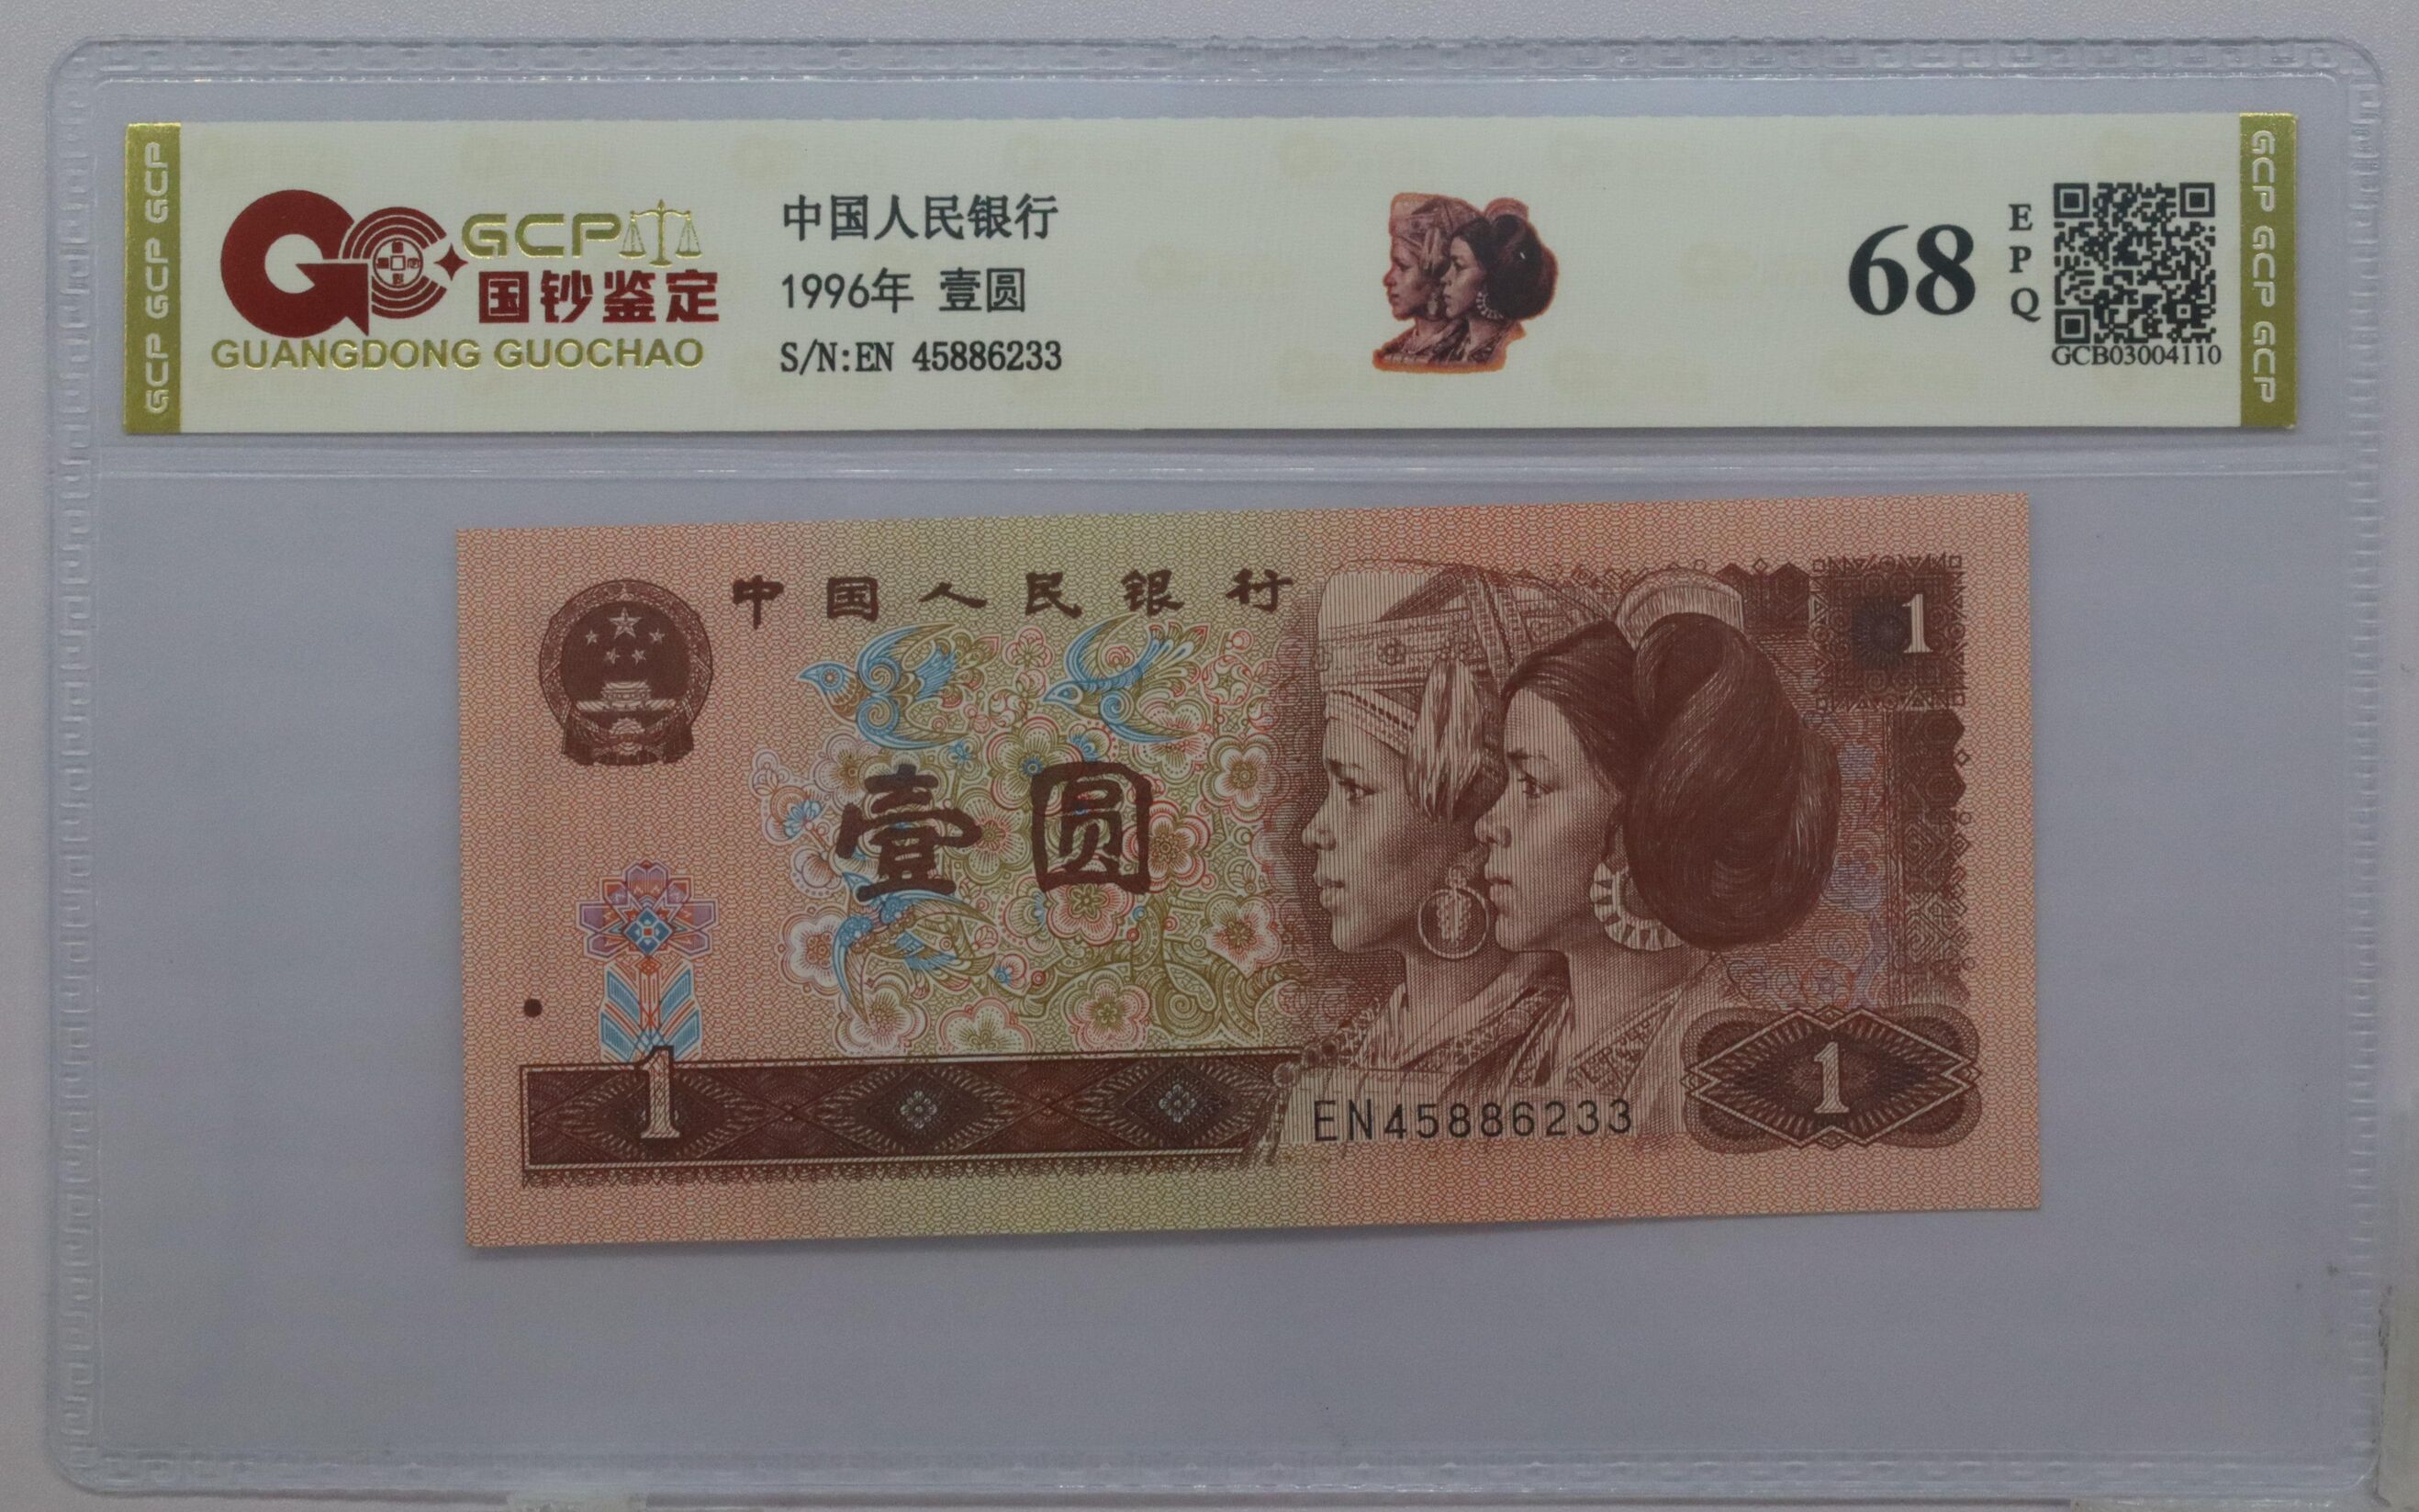 GCP GCP GCP
GCP
国钞鉴定
GUANGDONG GUOCHAO
中国人民银行
1996年 壹圆
S/N:EN 45886233
68
EPQ
GCB03004110
GCP GCP GCP
中国人民银行
1
壹圆
1
EN45886233
1